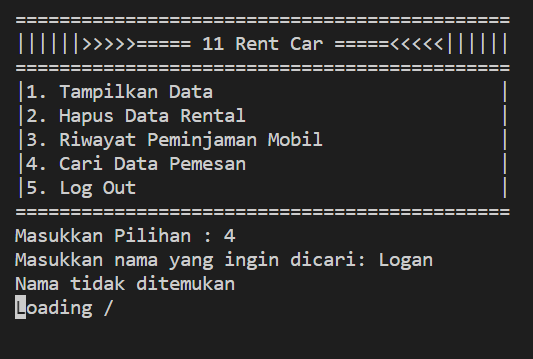 =============================================
||||||>>>>>===== 11 Rent Car =====<<<<<||||||
=============================================
|1. Tampilkan Data                          |
|2. Hapus Data Rental                       |
|3. Riwayat Peminjaman Mobil                |
|4. Cari Data Pemesan                       |
|5. Log Out                                 |
=============================================
Masukkan Pilihan : 4
Masukkan nama yang ingin dicari: Logan
Nama tidak ditemukan
Loading /